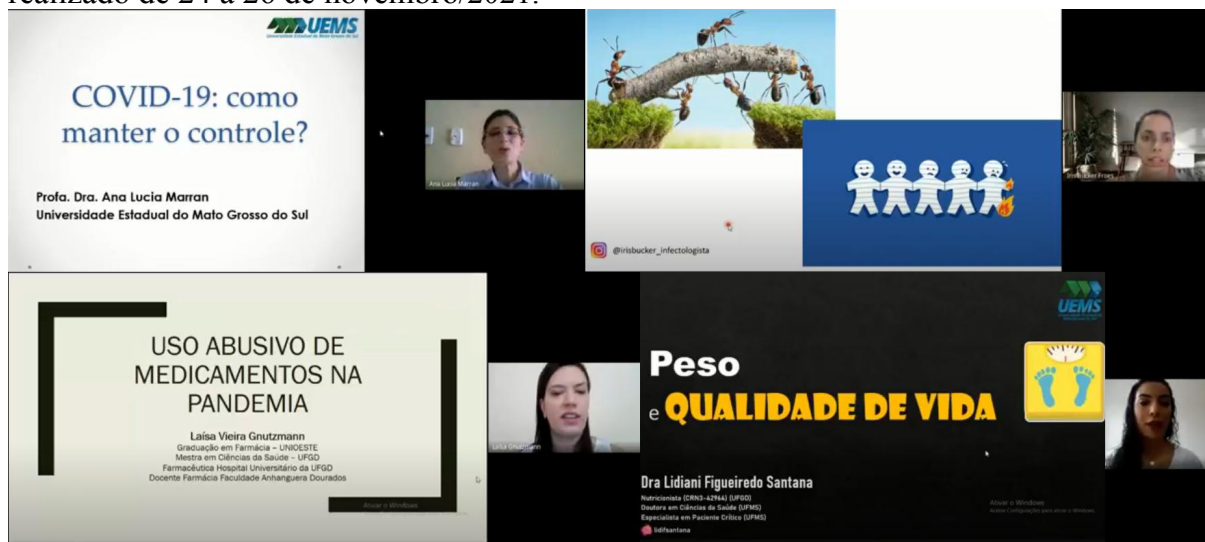 realizado de 24 a 26 de novembro/2021.
UEMS
COVID-19: como
manter o controle?
Profa. Dra. Ana Lucia Marran
Universidade Estadual do Mato Grosso do Sul
Ana Lucia Marran
@irisbucker_infectologista
USO ABUSIVO DE
MEDICAMENTOS NA
PANDEMIA
Laísa Vieira Gnutzmann
Graduação em Farmácia – UNIOESTE
Mestra em Ciências da Saúde – UFGD
Farmacêutica Hospital Universitário da UFGD
Docente Farmácia Faculdade Anhanguera Dourados
Ativar o Windows
Laísa Gnutzmann
UEMS
Peso
e QUALIDADE DE VIDA
Dra Lidiani Figueiredo Santana
Nutricionista (CRN3-42964) (UFGD)
Doutora em Ciências da Saúde (UFMS)
Especialista em Paciente Crítico (UFMS)
lidifsantana
Ativar o Windows